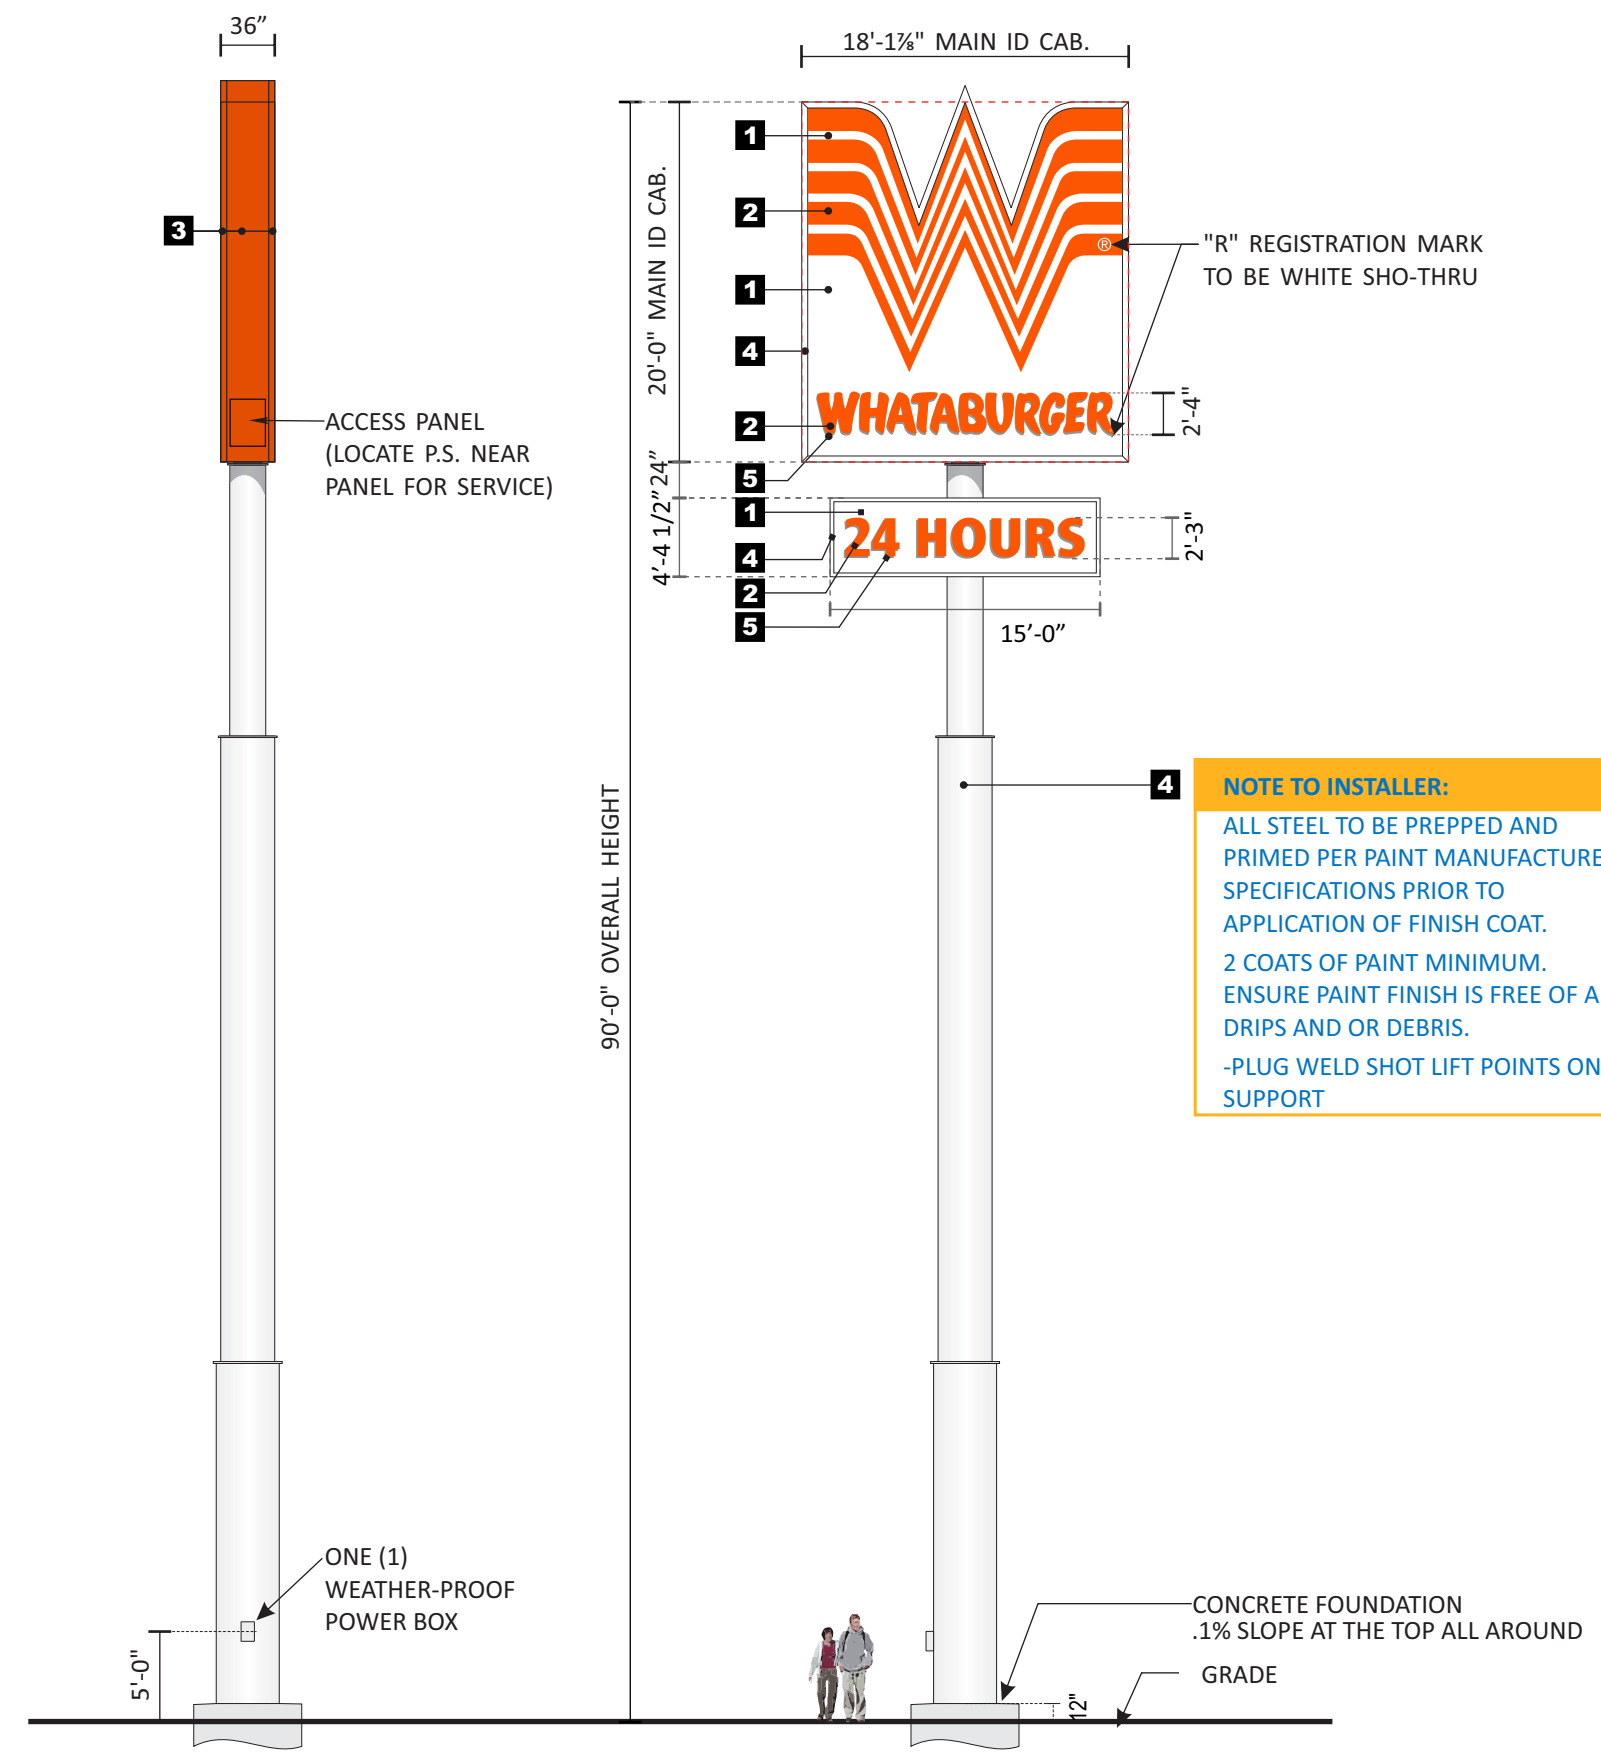 36”
18'-1⅞" MAIN ID CAB.
1
2
1
4
2
5
1
4
2
5
3
20'-0" MAIN ID CAB.
24”
4’-4 1/2”
90’-0" OVERALL HEIGHT
®
WHATABURGER
24 HOURS
2'-4"
2'-3"
15’-0”
"R" REGISTRATION MARK
TO BE WHITE SHO-THRU
ACCESS PANEL
(LOCATE P.S. NEAR
PANEL FOR SERVICE)
4
NOTE TO INSTALLER:
ALL STEEL TO BE PREPPED AND
PRIMED PER PAINT MANUFACTURE
SPECIFICATIONS PRIOR TO
APPLICATION OF FINISH COAT.
2 COATS OF PAINT MINIMUM.
ENSURE PAINT FINISH IS FREE OF A
DRIPS AND OR DEBRIS.
-PLUG WELD SHOT LIFT POINTS ON
SUPPORT
ONE (1)
WEATHER-PROOF
POWER BOX
5'-0"
CONCRETE FOUNDATION
.1% SLOPE AT THE TOP ALL AROUND
GRADE
12"